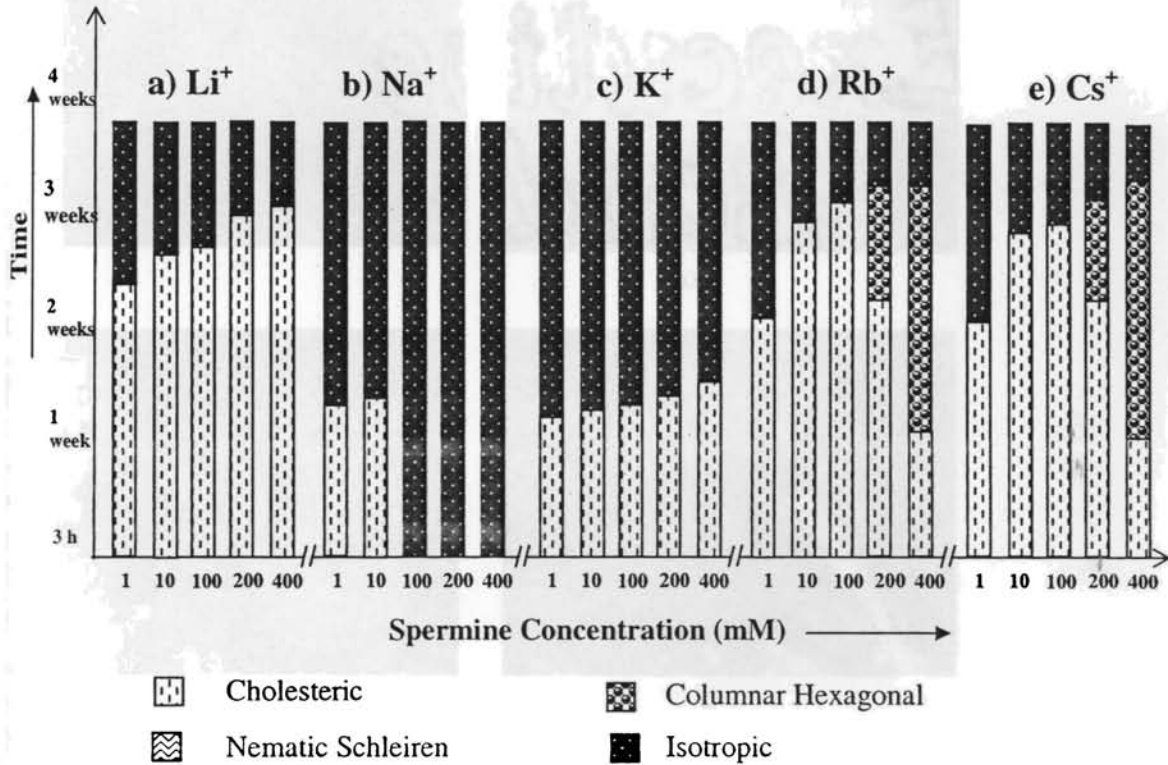 a) Li+
b) Na+
c) K+
d) Rb+
e) Cs+
4
weeks
3
weeks
2
weeks
1
week
3 h
Time
1 10 100 200 400
1 10 100 200 400
1 10 100 200 400
1 10 100 200 400
1 10 100 200 400
Spermine Concentration (mM)
Cholesteric
Columnar Hexagonal
Nematic Schleiren
Isotropic